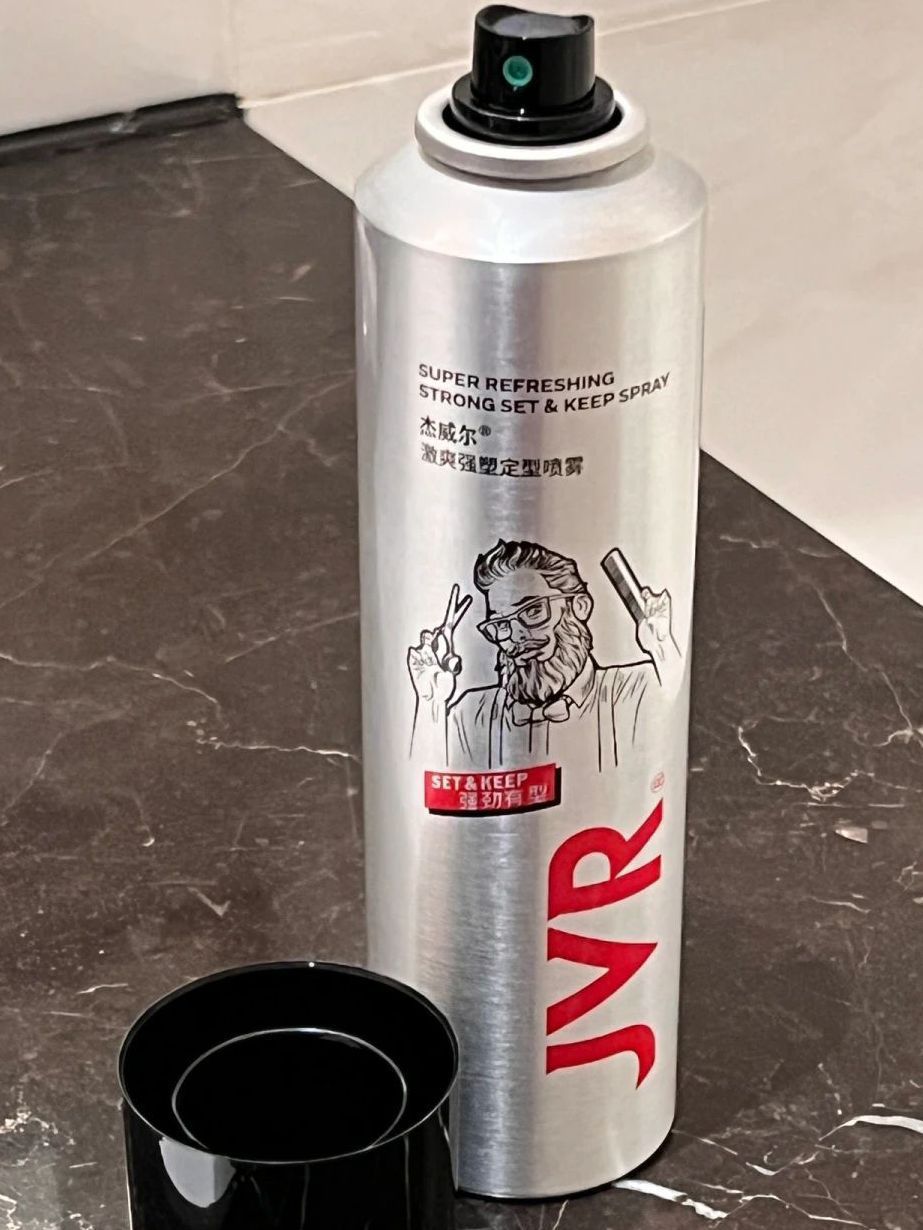 SUPER REFRESHING
STRONG SET & KEEP SPRAY
杰威尔®
激爽强塑定型喷雾
SET & KEEP
强劲有型
JVR®